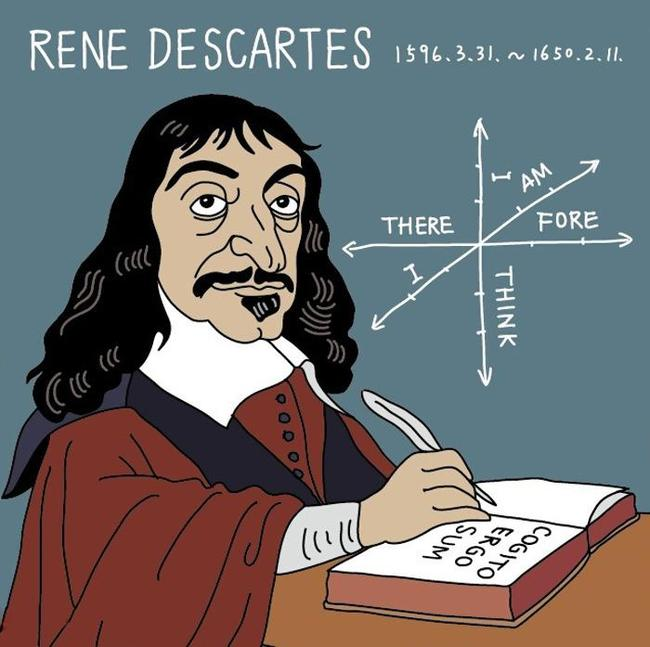 RENE DESCARTES 1596.3.31. ~ 1650.2.11.
I THINK
THERE FORE
I AM
COGITO
ERGO
SUM